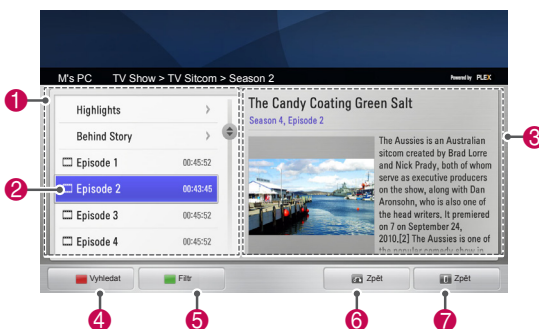 M's PC TV Show > TV Sitcom > Season 2
Powered by PLEX
1
Highlights
Behind Story
Episode 1 00:45:52
2
Episode 2 00:43:45
Episode 3 00:45:52
Episode 4 00:45:52
The Candy Coating Green Salt
Season 4, Episode 2
3
The Aussies is an Australian
sitcom created by Brad Lorre
and Nick Prady, both of whom
serve as executive producers
on the show, along with Dan
Aronsohn, who is also one of
the head writers. It premiered
on 7 on September 24,
2010.[2] The Aussies is one of
the popular comedy show in
Vyhledat
Filtr
Zpět
Zpět
4
5
6
7